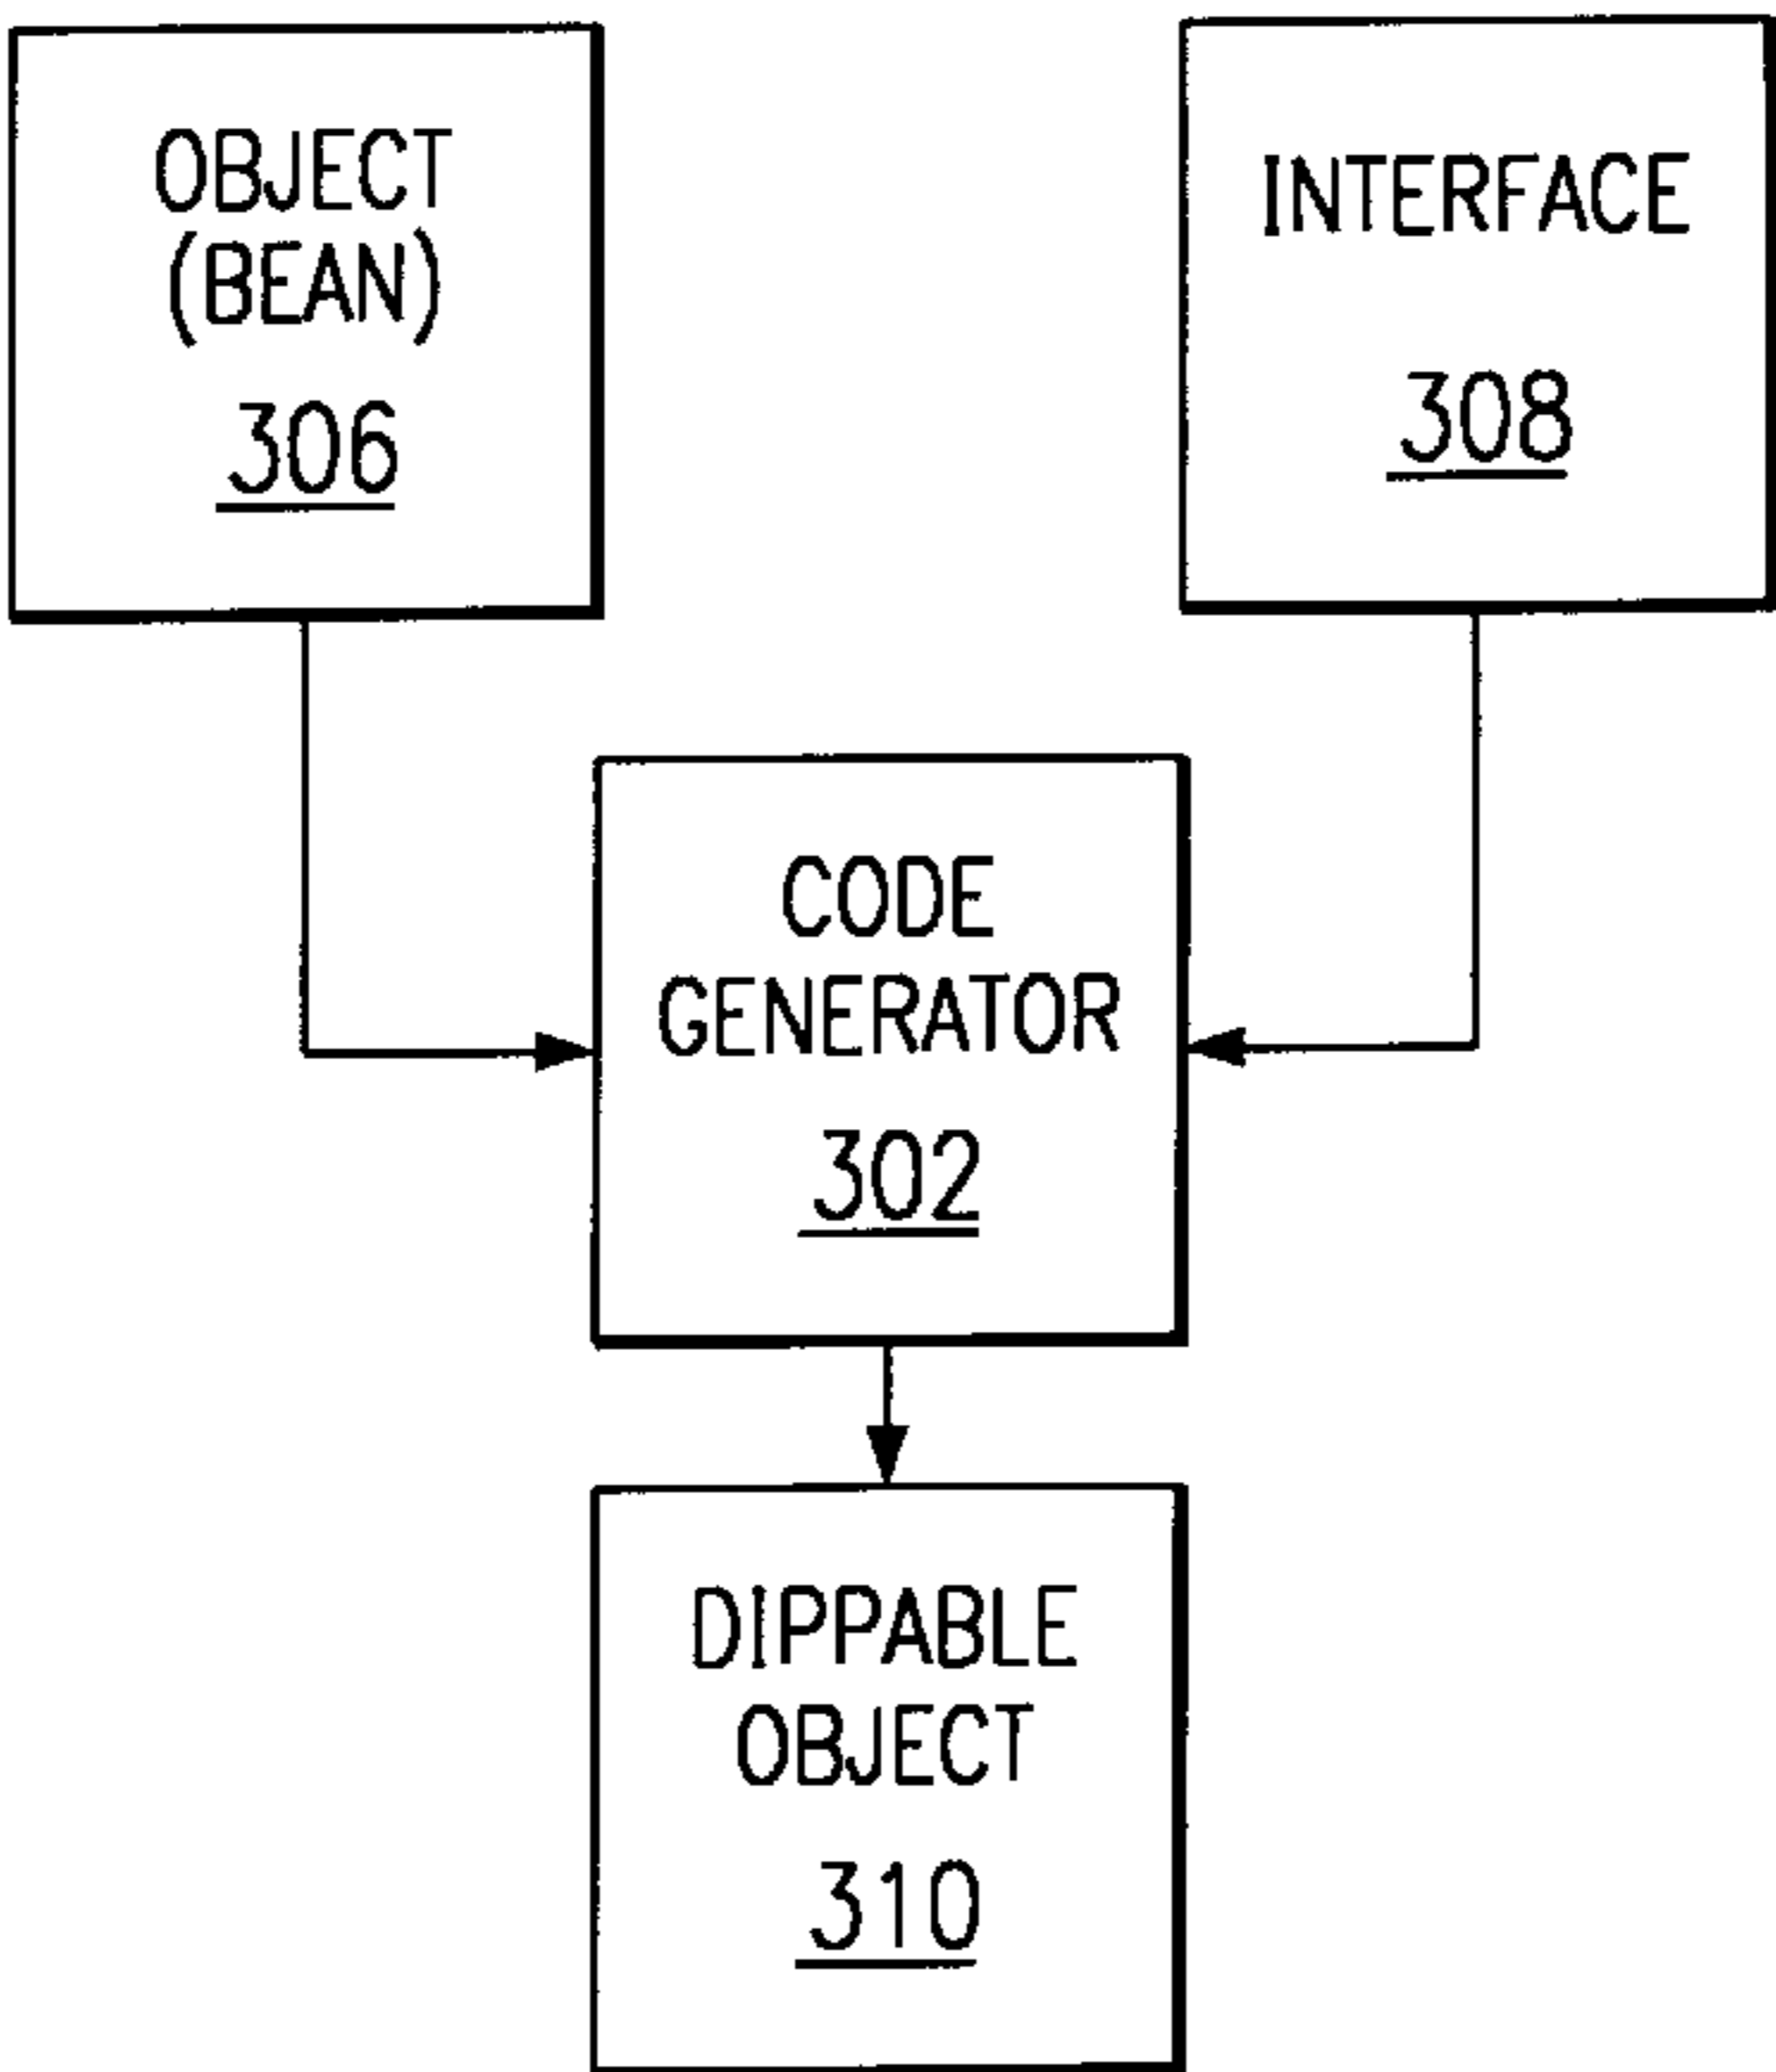 OBJECT
(BEAN)
306
INTERFACE
308
CODE
GENERATOR
302
DIPPABLE
OBJECT
310